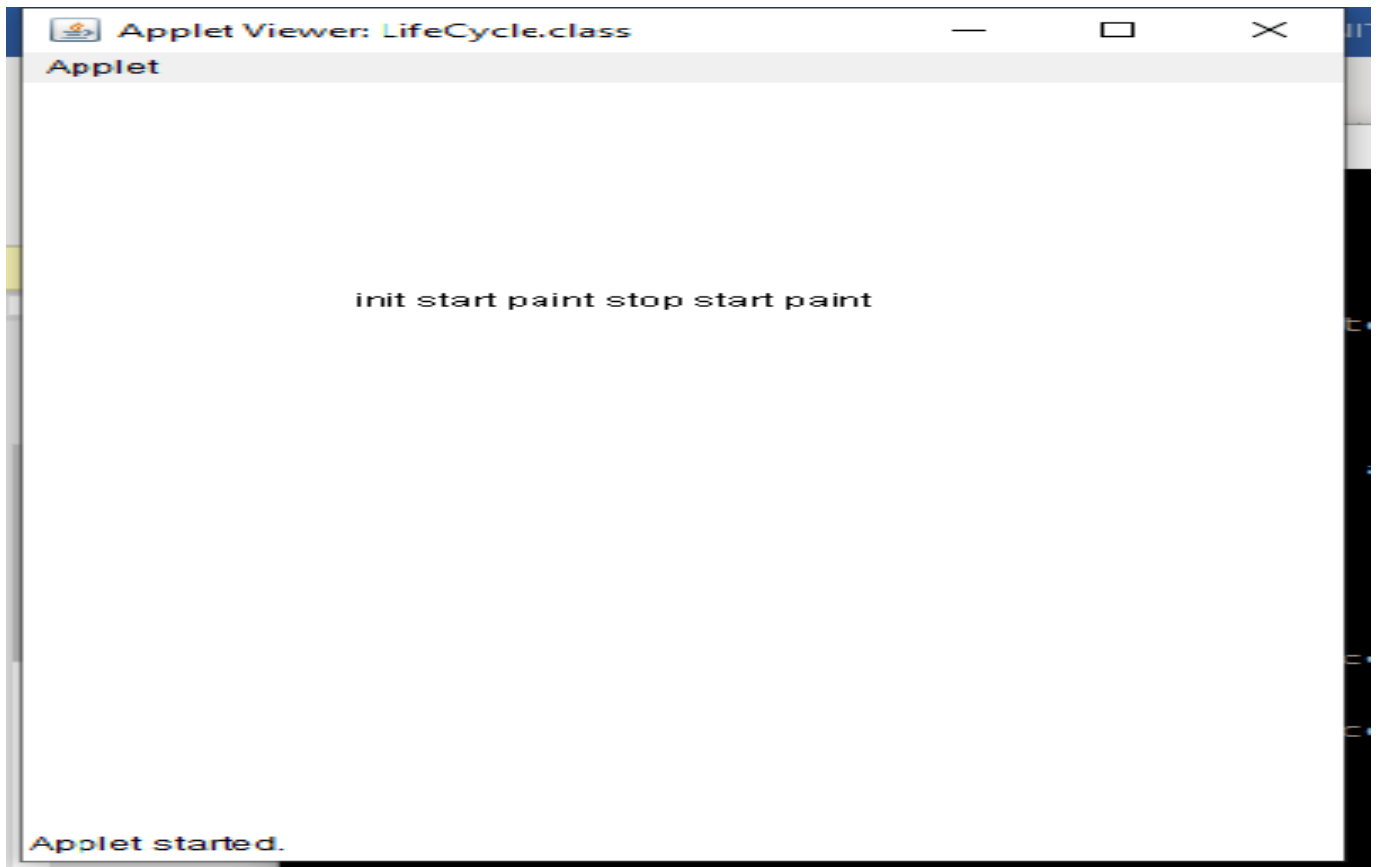 Applet Viewer: LifeCycle.class
Applet
init start paint stop start paint
Applet started.